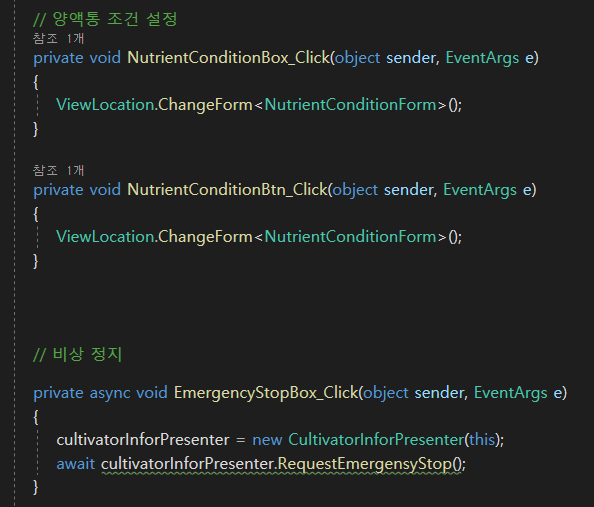 // 양액통 조건 설정
참조 1개
private void NutrientConditionBox_Click(object sender, EventArgs e)
{
ViewLocation.ChangeForm<NutrientConditionForm>();
}
참조 1개
private void NutrientConditionBtn_Click(object sender, EventArgs e)
{
ViewLocation.ChangeForm<NutrientConditionForm>();
}
// 비상 정지
private async void EmergencyStopBox_Click(object sender, EventArgs e)
{
cultivatorInforPresenter = new CultivatorInforPresenter(this);
await cultivatorInforPresenter.RequestEmergensyStop();
}